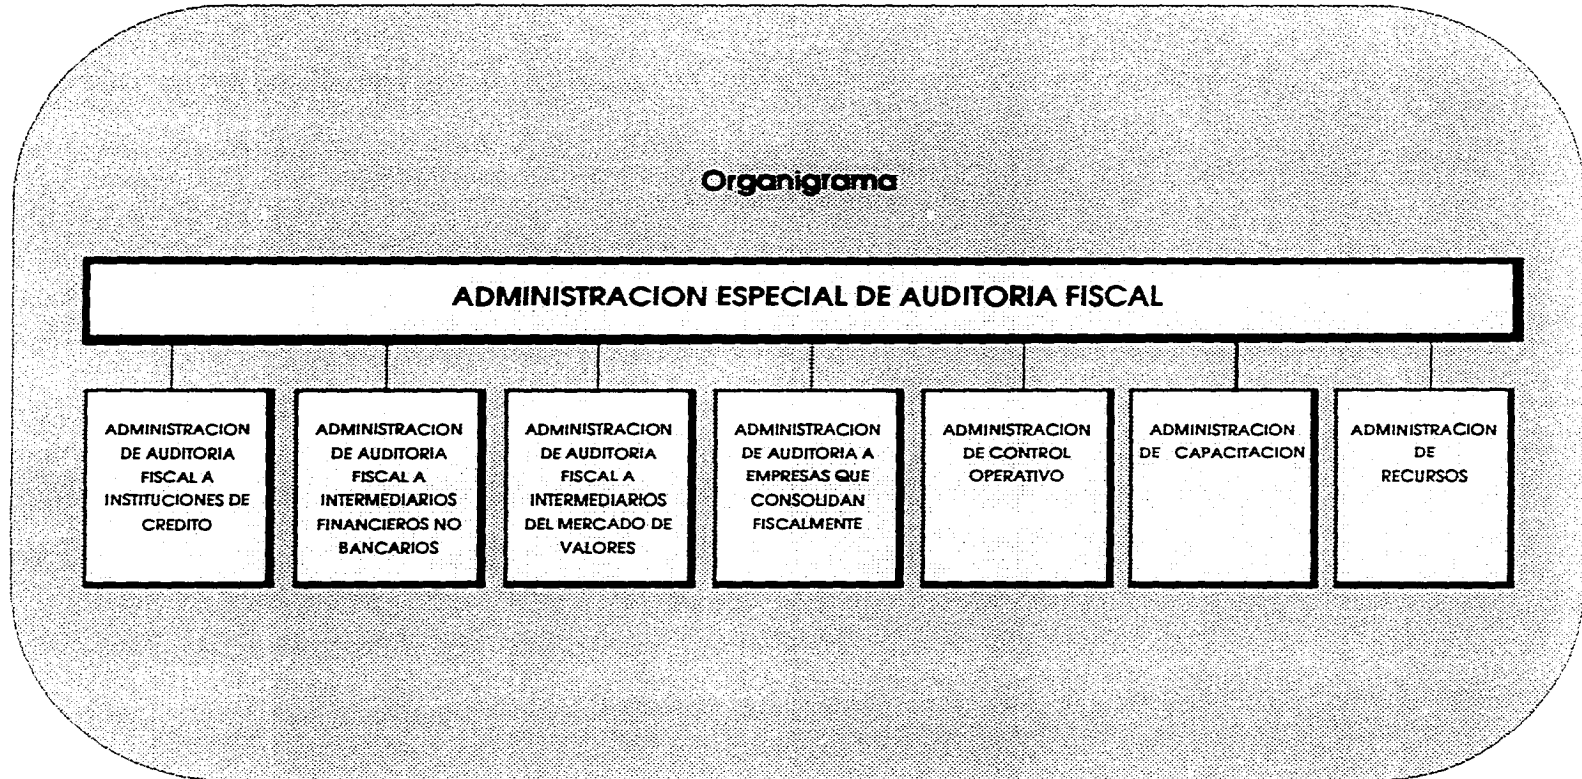 Organigrama
ADMINISTRACION ESPECIAL DE AUDITORIA FISCAL
ADMINISTRACION
DE AUDITORIA
FISCAL A
INSTITUCIONES DE
CREDITO
ADMINISTRACION
DE AUDITORIA
FISCAL A
INTERMEDIARIOS
FINANCIEROS NO
BANCARIOS
ADMINISTRACION
DE AUDITORIA
FISCAL A
INTERMEDIARIOS
DEL MERCADO DE
VALORES
ADMINISTRACION
DE AUDITORIA A
EMPRESAS QUE
CONSOLIDAN
FISCALMENTE
ADMINISTRACION
DE CONTROL
OPERATIVO
ADMINISTRACION
DE CAPACITACION
ADMINISTRACION
DE
RECURSOS